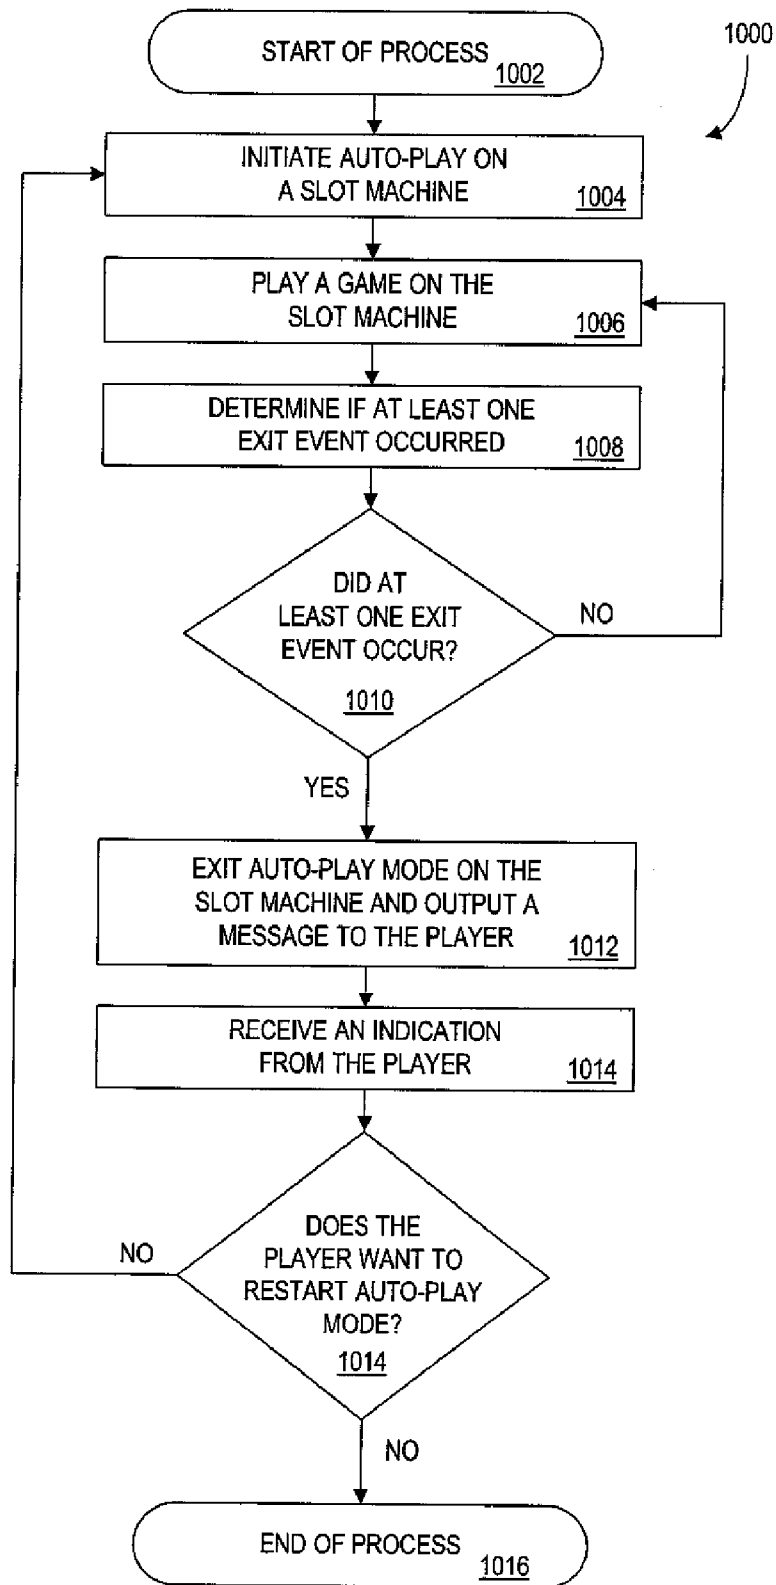 1000
START OF PROCESS
1002
INITIATE AUTO-PLAY ON
A SLOT MACHINE
1004
PLAY A GAME ON THE
SLOT MACHINE
1006
DETERMINE IF AT LEAST ONE
EXIT EVENT OCCURRED
1008
DID AT
LEAST ONE EXIT
EVENT OCCUR?
1010
NO
YES
EXIT AUTO-PLAY MODE ON THE
SLOT MACHINE AND OUTPUT A
MESSAGE TO THE PLAYER
1012
RECEIVE AN INDICATION
FROM THE PLAYER
1014
NO
DOES THE
PLAYER WANT TO
RESTART AUTO-PLAY
MODE?
1014
NO
END OF PROCESS
1016